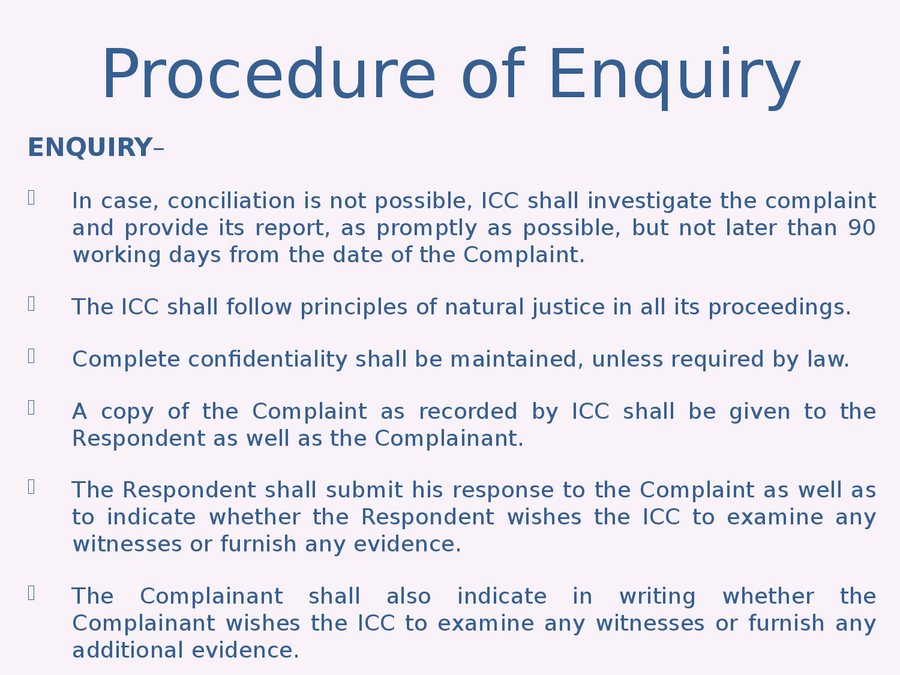 Procedure of Enquiry
ENQUIRY–
In case, conciliation is not possible, ICC shall investigate the complaint
and provide its report, as promptly as possible, but not later than 90
working days from the date of the Complaint.
The ICC shall follow principles of natural justice in all its proceedings.
Complete confidentiality shall be maintained, unless required by law.
A copy of the Complaint as recorded by ICC shall be given to the
Respondent as well as the Complainant.
The Respondent shall submit his response to the Complaint as well as
to indicate whether the Respondent wishes the ICC to examine any
witnesses or furnish any evidence.
The Complainant shall also indicate in writing whether the
Complainant wishes the ICC to examine any witnesses or furnish any
additional evidence.